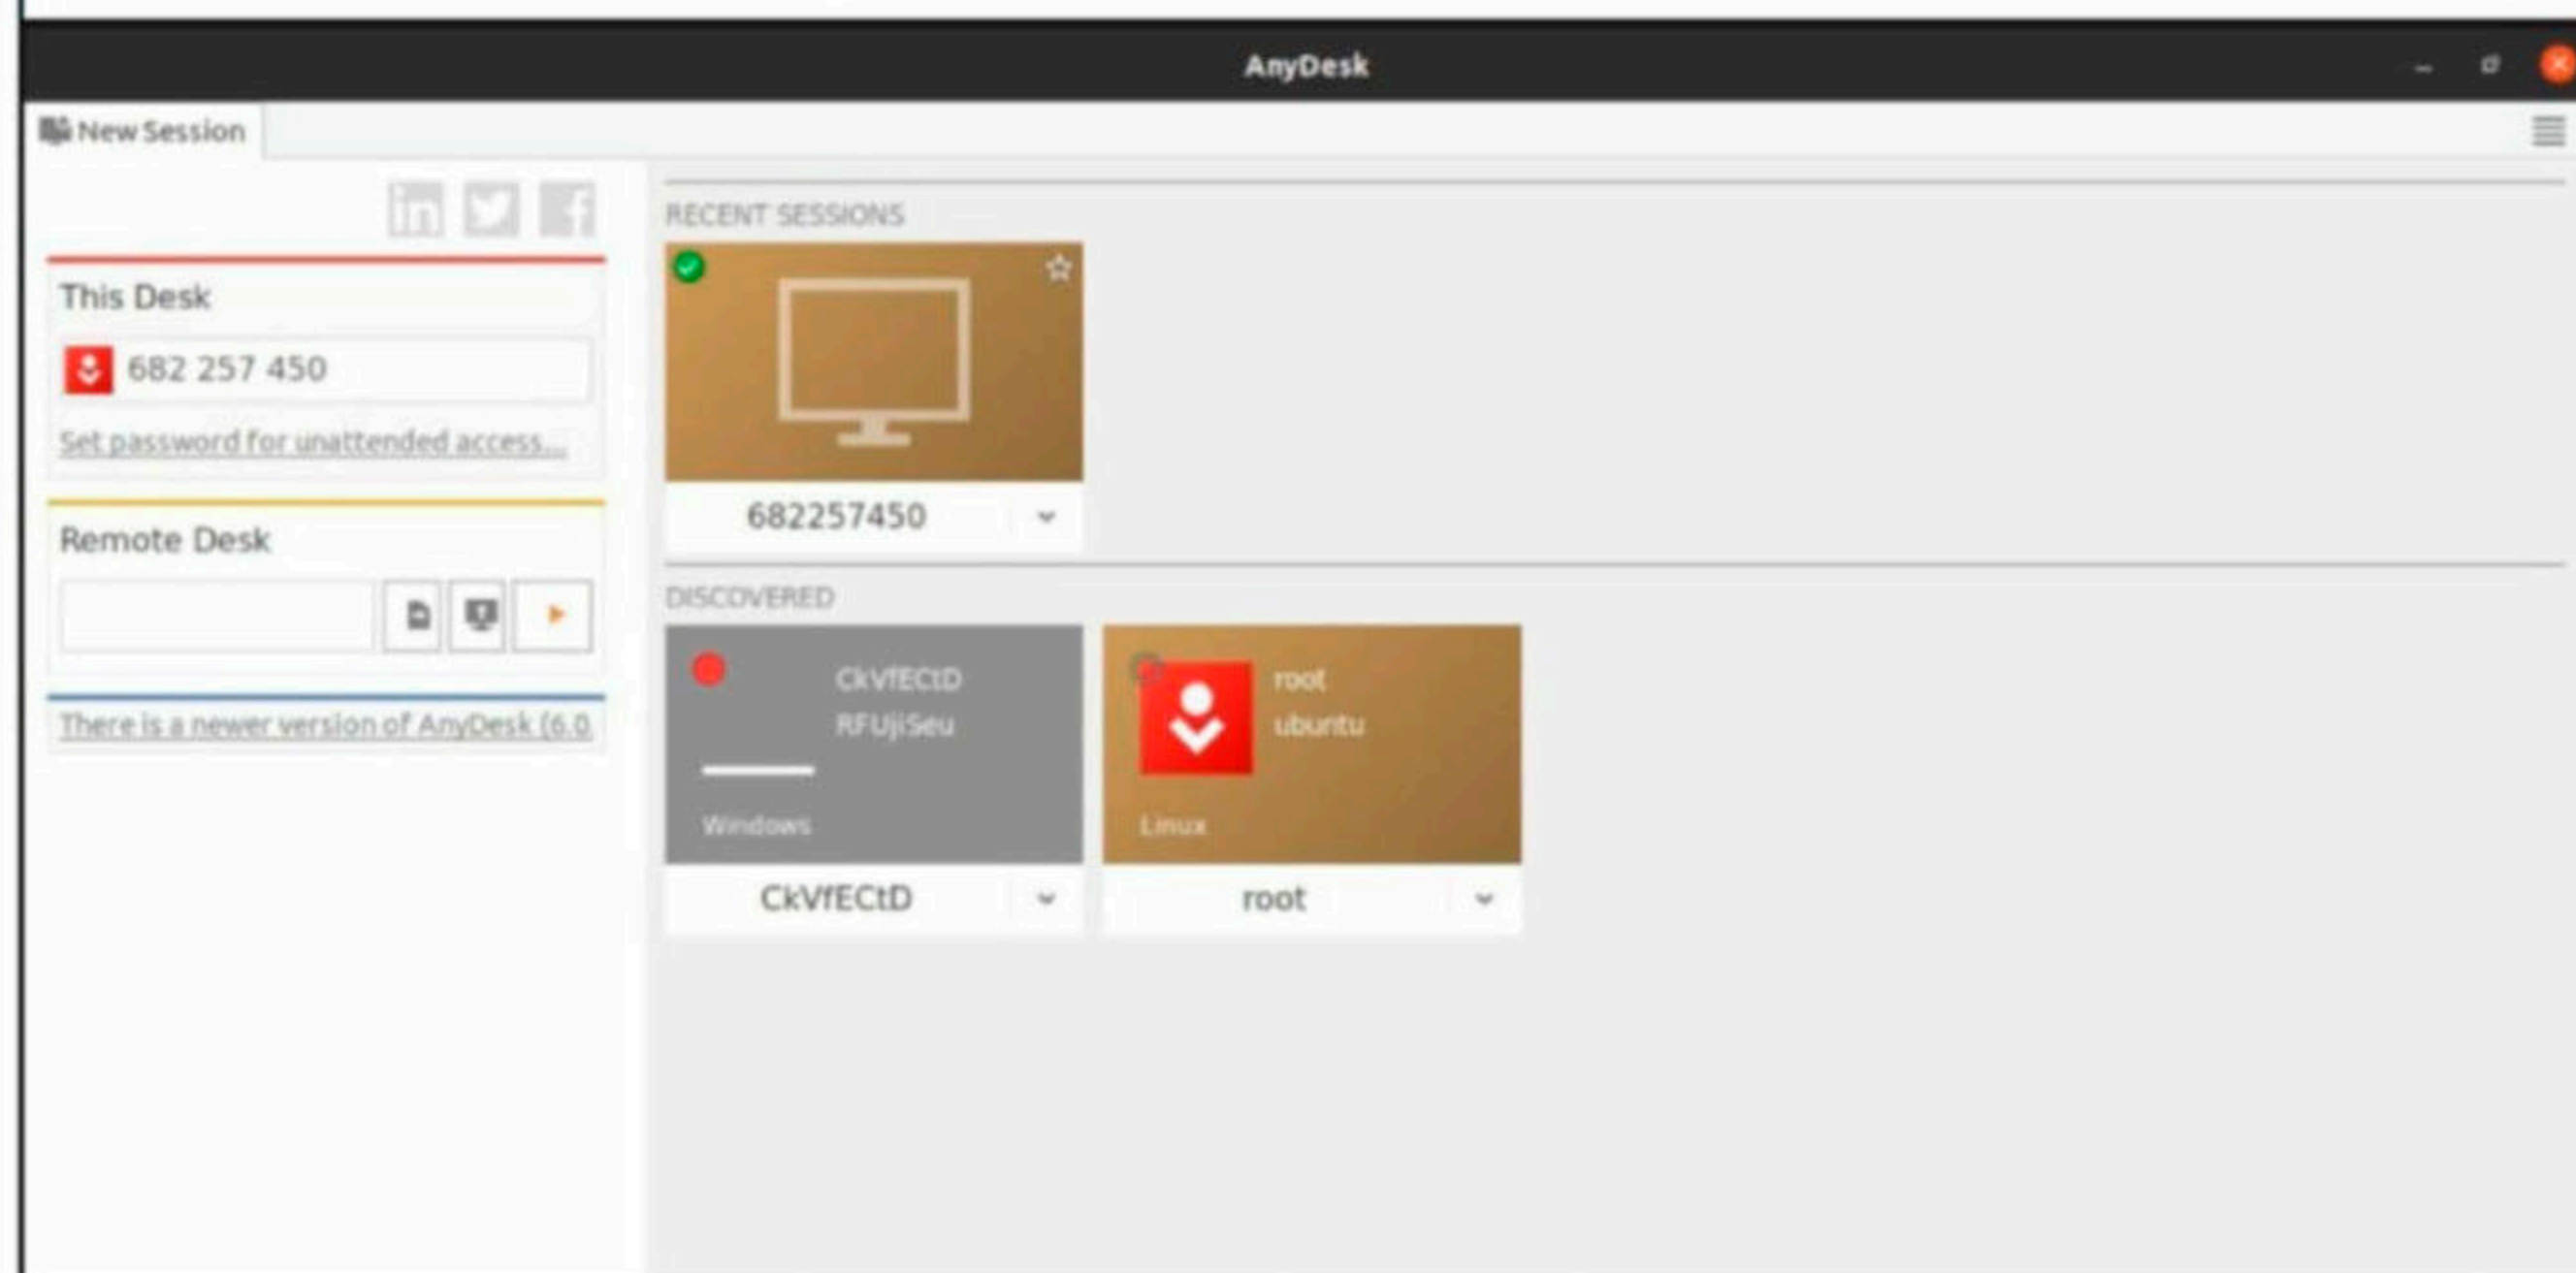 AnyDesk
New Session
This Desk
682 257 450
Set password for unattended access...
Remote Desk
There is a newer version of AnyDesk (6.0.
RECENT SESSIONS
682257450
DISCOVERED
CkVfECtD
RFUjiSeu
Windows
CkVfECtD
root
ubuntu
Linux
root